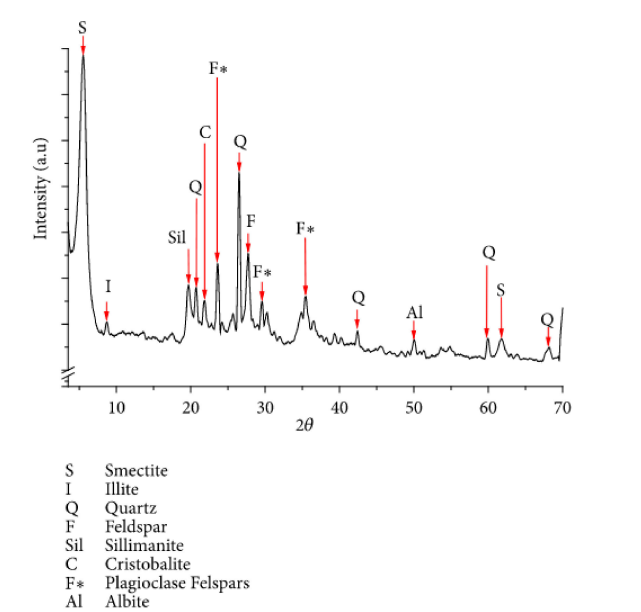 S
F*
C
Q
Q
Sil
F
F*
F*
I
Q
Al
Q
S
Q
Intensity (a.u)
10 20 30 40 50 60 70
2θ
S Smectite
I Illite
Q Quartz
F Feldspar
Sil Sillimanite
C Cristobalite
F* Plagioclase Felspars
Al Albite